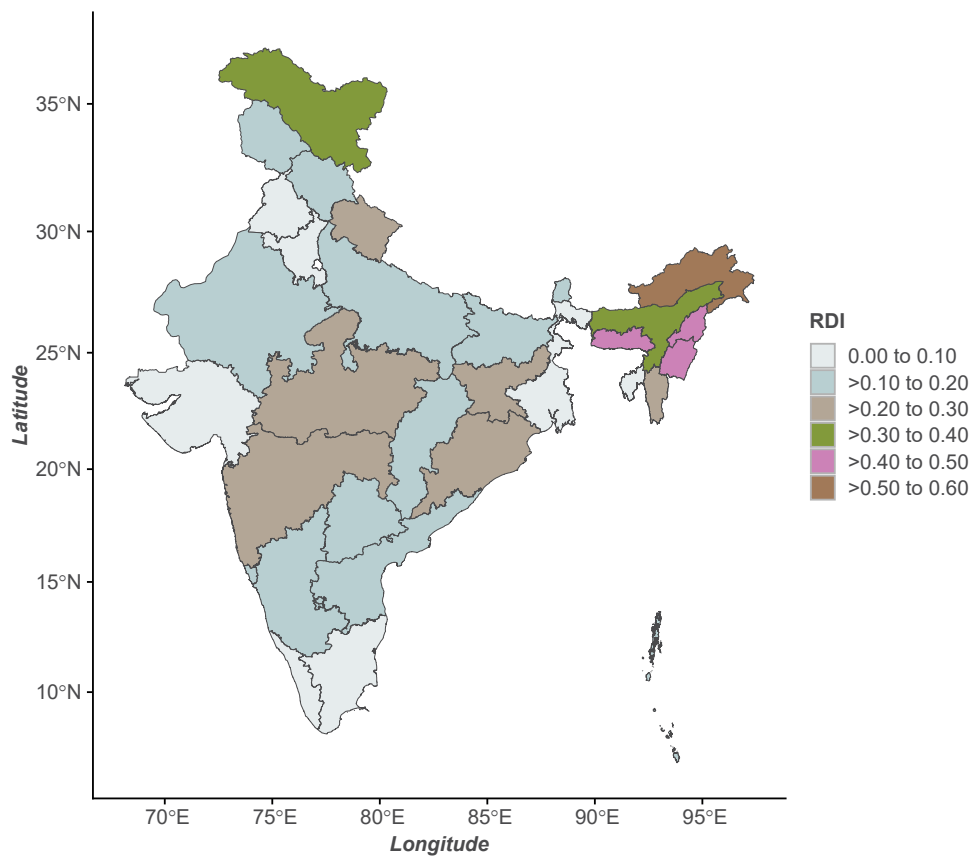 35°N
30°N
25°N
20°N
15°N
10°N
Latitude
70°E 75°E 80°E 85°E 90°E 95°E
Longitude
RDI
0.00 to 0.10
>0.10 to 0.20
>0.20 to 0.30
>0.30 to 0.40
>0.40 to 0.50
>0.50 to 0.60